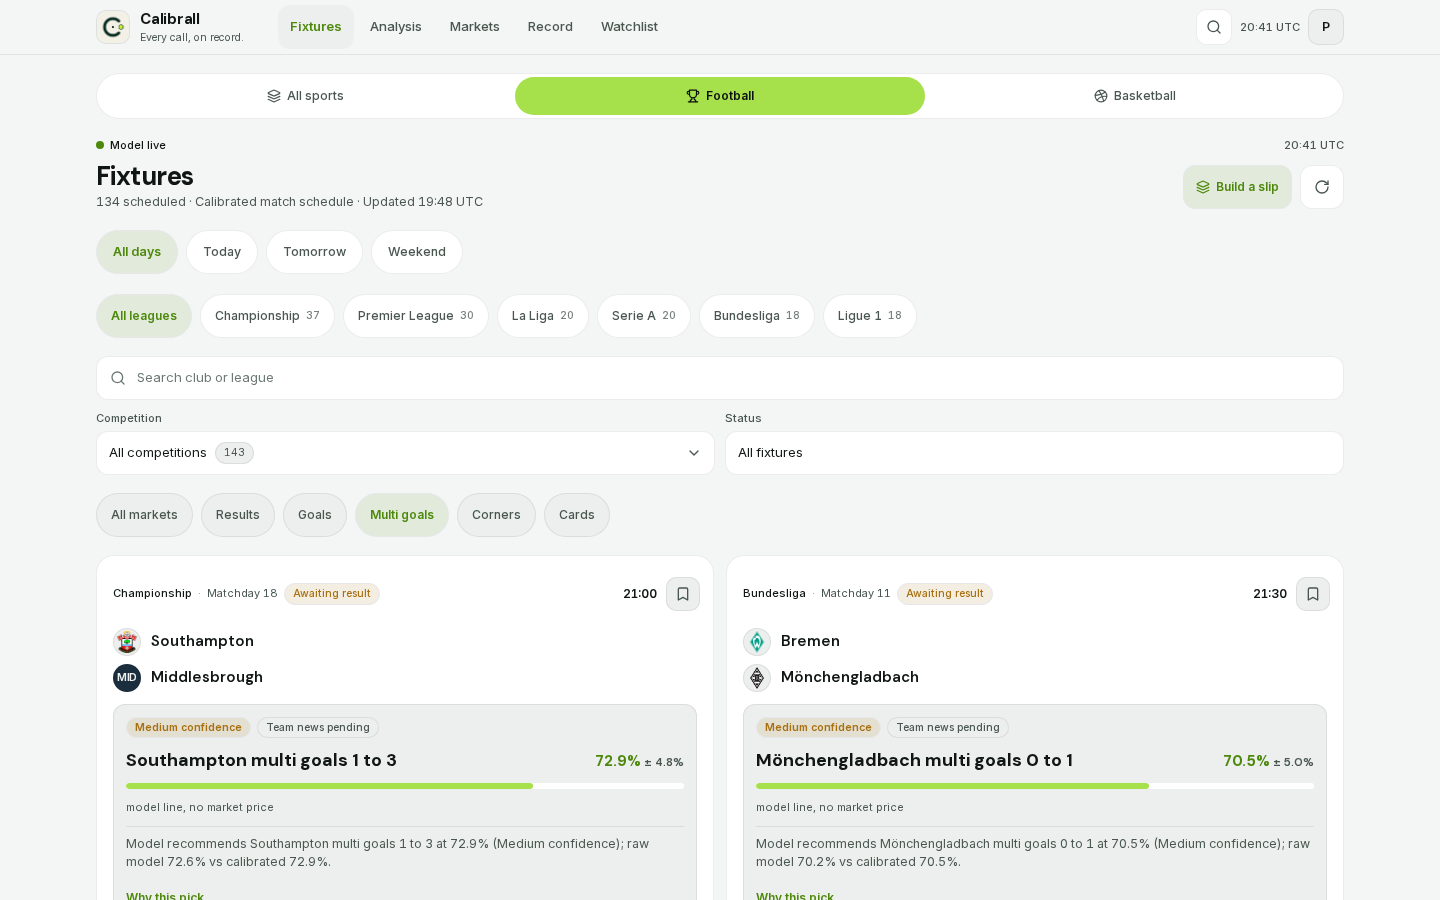 Calibrall
Every call, on record.
Fixtures
Analysis
Markets
Record
Watchlist
20:41 UTC
P
All sports
Football
Basketball
Model live
20:41 UTC
Fixtures
134 scheduled · Calibrated match schedule · Updated 19:48 UTC
Build a slip
All days
Today
Tomorrow
Weekend
All leagues
Championship 37
Premier League 30
La Liga 20
Serie A 20
Bundesliga 18
Ligue 1 18
Search club or league
Competition
All competitions 143
Status
All fixtures
All markets
Results
Goals
Multi goals
Corners
Cards
Championship · Matchday 18 Awaiting result 21:00
Southampton
MID Middlesbrough
Medium confidence Team news pending
Southampton multi goals 1 to 3 72.9% ± 4.8%
model line, no market price
Model recommends Southampton multi goals 1 to 3 at 72.9% (Medium confidence); raw
model 72.6% vs calibrated 72.9%.
Why this pick
Bundesliga · Matchday 11 Awaiting result 21:30
Bremen
Mönchengladbach
Medium confidence Team news pending
Mönchengladbach multi goals 0 to 1 70.5% ± 5.0%
model line, no market price
Model recommends Mönchengladbach multi goals 0 to 1 at 70.5% (Medium confidence); raw
model 70.2% vs calibrated 70.5%.
Why this pick